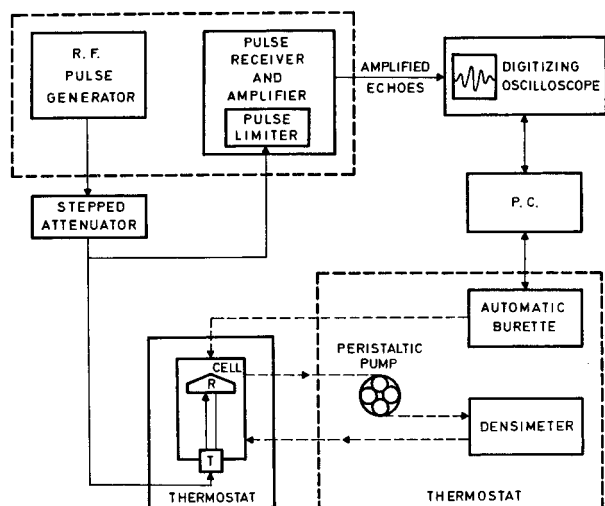 R. F.
PULSE
GENERATOR
PULSE
RECEIVER
AND
AMPLIFIER
PULSE
LIMITER
AMPLIFIED
ECHOES
DIGITIZING
OSCILLOSCOPE
STEPPED
ATTENUATOR
P. C.
AUTOMATIC
BURETTE
PERISTALTIC
PUMP
CELL
R
T
DENSIMETER
THERMOSTAT
THERMOSTAT